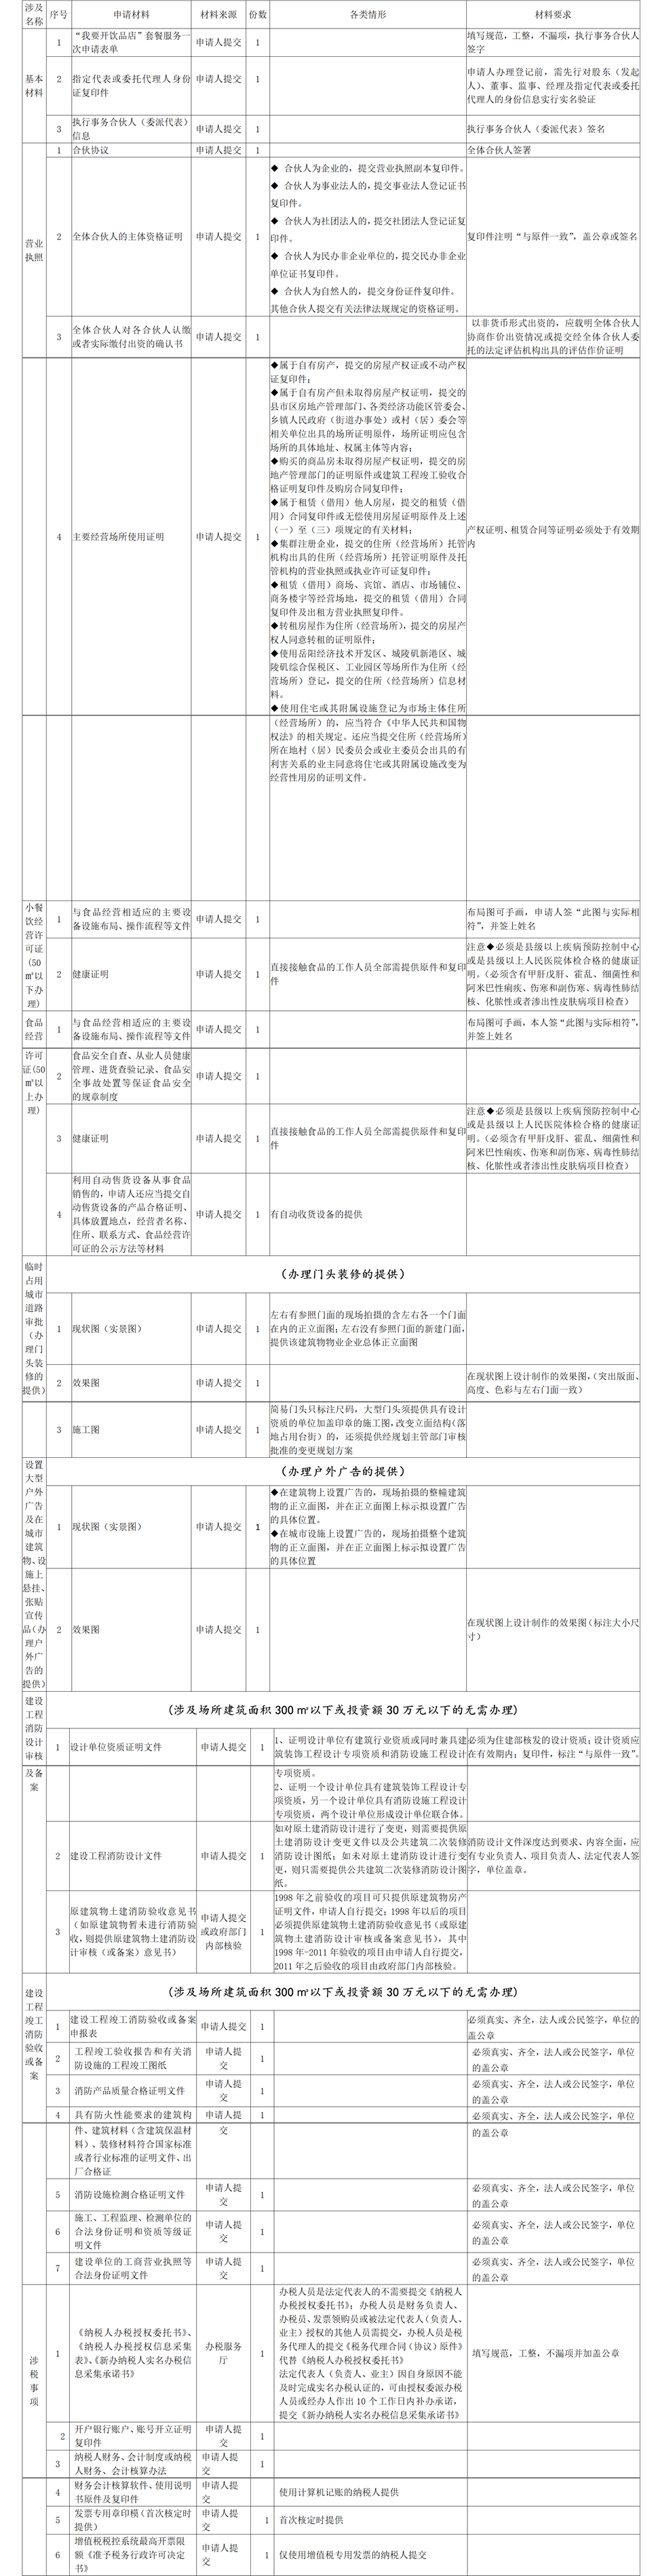 涉及名称 序号 申请材料 材料来源 份数 各类情形 材料要求
基本材料
1 “我要开饮品店”套餐服务一次申请表单 申请人提交 1 填写规范，工整，不漏项，执行事务合伙人签字
2 指定代表或委托代理人身份证复印件 申请人提交 1 申请人办理登记前，需先行对股东（发起人）、董事、监事、经理及指定代表或委托代理人的身份信息实行实名验证
3 执行事务合伙人（委派代表）信息 申请人提交 1 执行事务合伙人（委派代表）签名
营业执照
1 合伙协议 申请人提交 1 全体合伙人签署
2 全体合伙人的主体资格证明 申请人提交 1
◆ 合伙人为企业的，提交营业执照副本复印件。
◆ 合伙人为事业法人的，提交事业法人登记证书复印件。
◆ 合伙人为社团法人的，提交社团法人登记证复印件。
◆ 合伙人为民办非企业单位的，提交民办非企业单位证书复印件。
◆ 合伙人为自然人的，提交身份证件复印件。
其他合伙人提交有关法律法规规定的资格证明。
复印件注明“与原件一致”，盖公章或签名
3 全体合伙人对各合伙人认缴或者实际缴付出资的确认书 申请人提交 1 以非货币形式出资的，应载明全体合伙人协商作价出资情况或提交经全体合伙人委托的法定评估机构出具的评估作价证明
4 主要经营场所使用证明 申请人提交 1
◆属于自有房产，提交的房屋产权证或不动产权证复印件；
◆属于自有房产但未取得房屋产权证明，提交的县市区房地产管理部门、各类经济功能区管委会、乡镇人民政府（街道办事处）或村（居）委会等相关单位出具的场所证明原件，场所证明应包含场所的具体地址、权属主体等内容；
◆购买的商品房未取得房屋产权证明，提交的房地产管理部门的证明原件或建筑工程竣工验收合格证明复印件及购房合同复印件；
◆属于租赁（借用）他人房屋，提交的租赁（借用）合同复印件或无偿使用房屋证明原件及上述（一）至（三）项规定的有关材料；
◆集群注册企业，提交的住所（经营场所）托管机构出具的住所（经营场所）托管证明原件及托管机构的营业执照或执业许可证复印件；
◆租赁（借用）商场、宾馆、酒店、市场铺位、商务楼宇等经营场地，提交的租赁（借用）合同复印件及出租方营业执照复印件。
◆转租房屋作为住所（经营场所），提交的房屋产权人同意转租的证明原件；
◆使用岳阳经济技术开发区、城陵矶新港区、城陵矶综合保税区、工业园区等场所作为住所（经营场所）登记，提交的住所（经营场所）信息材料。
◆使用住宅或其附属设施登记为市场主体住所
（经营场所）的，应当符合《中华人民共和国物权法》的相关规定。还应当提交住所（经营场所）所在地村（居）民委员会或业主委员会出具的有利害关系的业主同意将住宅或其附属设施改变为经营性用房的证明文件。
产权证明、租赁合同等证明必须处于有效期内
小餐饮经营许可证(50㎡以下办理)
1 与食品经营相适应的主要设备设施布局、操作流程等文件 申请人提交 1 布局图可手画，申请人签“此图与实际相符”，并签上姓名
2 健康证明 申请人提交 1 直接接触食品的工作人员全部需提供原件和复印件 注意◆必须是县级以上疾病预防控制中心或是县级以上人民医院体检合格的健康证明。（必须含有甲肝戊肝、霍乱、细菌性和阿米巴性痢疾、伤寒和副伤寒、病毒性肺结核、化脓性或者渗出性皮肤病项目检查）
食品经营
1 与食品经营相适应的主要设备设施布局、操作流程等文件 申请人提交 1 布局图可手画，本人签“此图与实际相符”，并签上姓名
许可证(50㎡以上办理)
2 食品安全自查、从业人员健康管理、进货查验记录、食品安全事故处置等保证食品安全的规章制度 申请人提交 1
3 健康证明 申请人提交 1 直接接触食品的工作人员全部需提供原件和复印件 注意◆必须是县级以上疾病预防控制中心或是县级以上人民医院体检合格的健康证明。（必须含有甲肝戊肝、霍乱、细菌性和阿米巴性痢疾、伤寒和副伤寒、病毒性肺结核、化脓性或者渗出性皮肤病项目检查）
4 利用自动售货设备从事食品销售的，申请人还应当提交自动售货设备的产品合格证明、具体放置地点，经营者名称、住所、联系方式、食品经营许可证的公示方法等材料 申请人提交 1 有自动收货设备的提供
临时占用城市道路审批（办理门头装修的提供）
（办理门头装修的提供）
1 现状图（实景图） 申请人提交 1 左右有参照门面的现场拍摄的含左右各一个门面在内的正立面图；左右没有参照门面的新建门面，提供该建筑物物业企业总体正立面图
2 效果图 申请人提交 1 在现状图上设计制作的效果图，（突出版面、高度、色彩与左右门面一致）
3 施工图 申请人提交 1 简易门头只标注尺码，大型门头须提供具有设计资质的单位加盖印章的施工图，改变立面结构（落地占用台街）的，还须提供经规划主管部门审核批准的变更规划方案
设置大型户外广告及在城市建筑物、设施上悬挂、张贴宣传品（办理户外广告的提供）
（办理户外广告的提供）
1 现状图（实景图） 申请人提交 1
◆在建筑物上设置广告的，现场拍摄的整幢建筑物的正立面图，并在正立面图上标示拟设置广告的具体位置。
◆在城市设施上设置广告的，现场拍摄整个建筑物的正立面图，并在正立面图上标示拟设置广告的具体位置
2 效果图 申请人提交 1 在现状图上设计制作的效果图（标注大小尺寸）
建设工程消防设计审核
（涉及场所建筑面积 300 ㎡以下或投资额 30 万元以下的无需办理）
1 设计单位资质证明文件 申请人提交 1 1、证明设计单位有建筑行业资质或同时兼具建筑装饰工程设计专项资质和消防设施工程设计 必须为住建部核发的设计资质；设计资质应在有效期内；复印件，标注“与原件一致”。
及备案
专项资质。
2、证明一个设计单位具有建筑装饰工程设计专项资质，另一个设计单位具有消防设施工程设计专项资质，两个设计单位形成设计单位联合体。
2 建设工程消防设计文件 申请人提交 1 如对原土建消防设计进行了变更，则需要提供原土建消防设计变更文件以及公共建筑二次装修消防设计图纸；如未对原土建消防设计进行变更，则只需要提供公共建筑二次装修消防设计图纸。 消防设计文件深度达到要求、内容全面，应有专业负责人、项目负责人、法定代表人签字，单位盖章。
3 原建筑物土建消防验收意见书（如原建筑物暂未进行消防验收，则提供原建筑物土建消防设计审核（或备案）意见书） 申请人提交或政府部门内部核验 1 1998 年之前验收的项目可只提供原建筑物房产证明文件，申请人自行提交；1998 年以后的项目必须提供原建筑物土建消防验收意见书（或原建筑物土建消防设计审核或备案意见书），其中1998 年-2011 年验收的项目由申请人自行提交，2011 年之后验收的项目由政府部门内部核验。
建设工程竣工消防验收或备案
（涉及场所建筑面积 300 ㎡以下或投资额 30 万元以下的无需办理）
1 建设工程竣工消防验收或备案申报表 申请人提交 1 必须真实、齐全，法人或公民签字，单位的盖公章
2 工程竣工验收报告和有关消防设施的工程竣工图纸 申请人提交 1 必须真实、齐全，法人或公民签字，单位的盖公章
3 消防产品质量合格证明文件 申请人提交 1 必须真实、齐全，法人或公民签字，单位的盖公章
4 具有防火性能要求的建筑构 申请人提 1 必须真实、齐全，法人或公民签字，单位
件、建筑材料（含建筑保温材料）、装修材料符合国家标准或者行业标准的证明文件、出厂合格证 交 的盖公章
5 消防设施检测合格证明文件 申请人提交 1 必须真实、齐全，法人或公民签字，单位的盖公章
6 施工、工程监理、检测单位的合法身份证明和资质等级证明文件 申请人提交 1 必须真实、齐全，法人或公民签字，单位的盖公章
7 建设单位的工商营业执照等合法身份证明文件 申请人提交 1 必须真实、齐全，法人或公民签字，单位的盖公章
涉税事项
1 《纳税人办税授权委托书》、《纳税人办税授权信息采集表》、《新办纳税人实名办税信息采集承诺书》 办税服务厅 1
办税人员是法定代表人的不需要提交《纳税人办税授权委托书》；办税人员是财务负责人、办税员、发票领购员或被法定代表人（负责人、业主）授权的其他人员需提交，办税人员是税务代理人的提交《税务代理合同（协议）原件》代替《纳税人办税授权委托书》
法定代表人（负责人、业主）因自身原因不能及时完成实名办税认证的，可由授权委派办税人员或经办人作出 10 个工作日内补办承诺，提交《新办纳税人实名办税信息采集承诺书》
填写规范，工整，不漏项并加盖公章
2 开户银行账户、账号开立证明复印件 申请人提交 1
3 纳税人财务、会计制度或纳税人财务、会计核算办法 申请人提交 1
4 财务会计核算软件、使用说明书原件及复印件 申请人提交 使用计算机记账的纳税人提供
5 发票专用章印模（首次核定时提供） 申请人提交 1 首次核定时提供
6 增值税税控系统最高开票限额《准予税务行政许可决定书》 申请人提交 1 仅使用增值税专用发票的纳税人提交